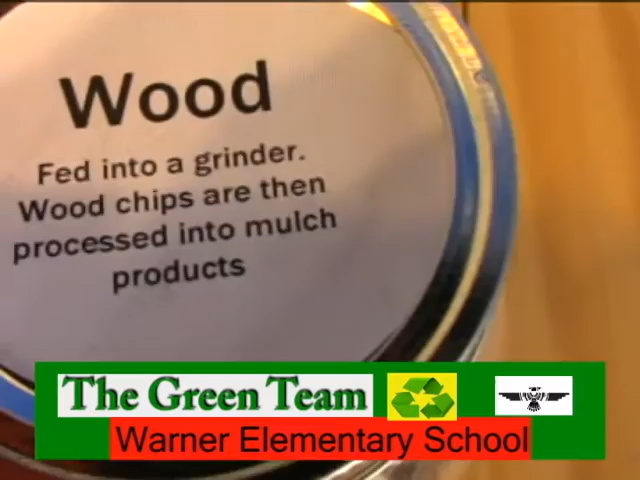 Wood
Fed into a grinder.
Wood chips are then
processed into mulch
products
The Green Team
Warner Elementary School